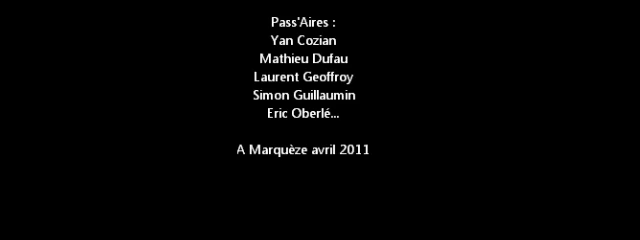 Pass'Aires :
Yan Cozian
Mathieu Dufau
Laurent Geoffroy
Simon Guillaumin
Eric Oberlé...
A Marquèze avril 2011